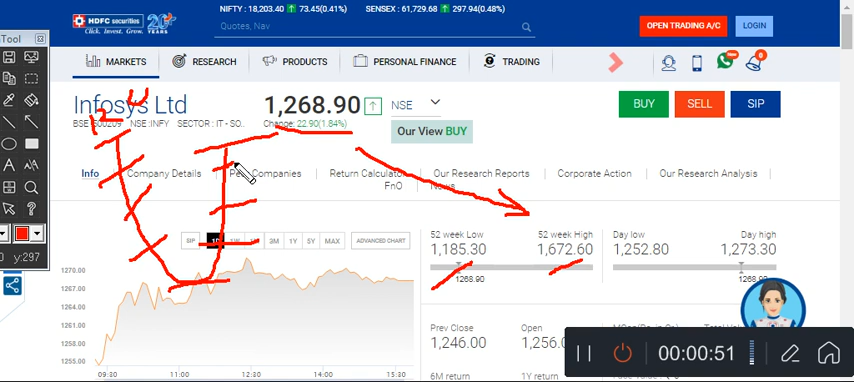 NIFTY : 18,203.40 73.45(0.41%) SENSEX : 61,729.68 297.94(0.48%)
HDFC securities
Click. Invest. Grow.
20
YEARS
Quotes, Nav
OPEN TRADING A/C
LOGIN
Tool
MARKETS
RESEARCH
PRODUCTS
PERSONAL FINANCE
TRADING
New
0
Infosys Ltd
1,268.90
NSE
BUY
SELL
SIP
NSE :INFY SECTOR : IT - SO..
Change: 22.90(1.84%)
Our View BUY
Info
Company Details
Companies
Return Calculator
Our Research Reports
Corporate Action
Our Research Analysis
FnO
News
SIP
1M
3M
1Y
5Y
MAX
ADVANCED CHART
52 week Low
52 week High
Day low
Day high
1,185.30
1,672.60
1,252.80
1,273.30
1268.90
1268.90
1270.00
1267.00
1264.00
1261.00
1258.00
1255.00
09:30
11:00
12:30
14:00
15:30
Prev Close
Open
1,246.00
1,256.0
6M return
1Y return
00:00:51
y:297